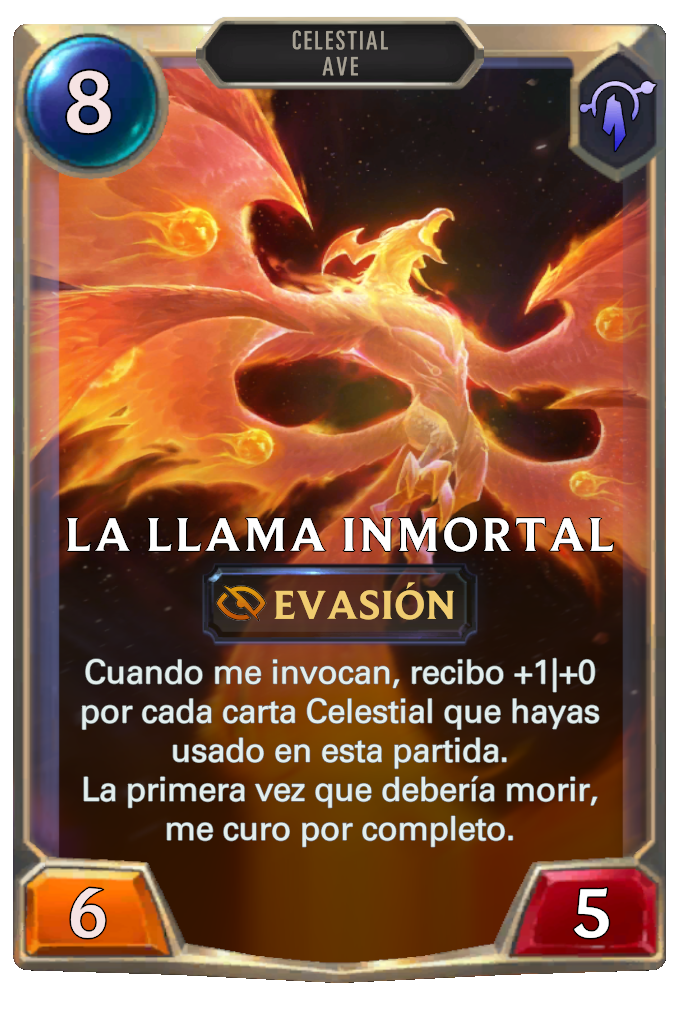 CELESTIAL
AVE
8
LA LLAMA INMORTAL
EVASIÓN
Cuando me invocan, recibo +1|+0
por cada carta Celestial que hayas
usado en esta partida.
La primera vez que debería morir,
me curo por completo.
6
5